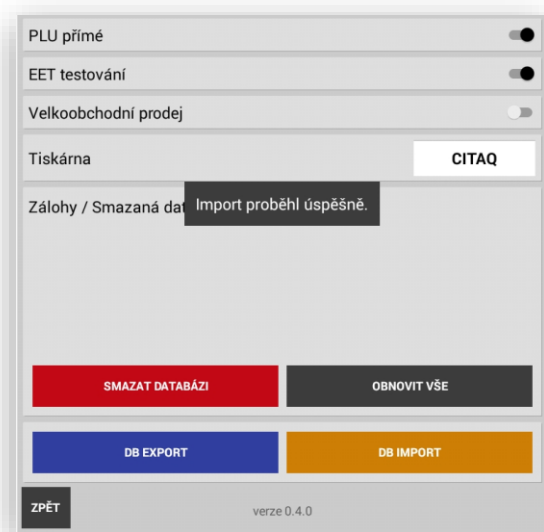 PLU přímé
EET testování
Velkoobchodní prodej
Tiskárna CITAQ
Zálohy / Smazaná
Import proběhl úspěšně.
SMAZAT DATABÁZI OBNOVIT VŠE
DB EXPORT DB IMPORT
ZPĚT verze 0.4.0